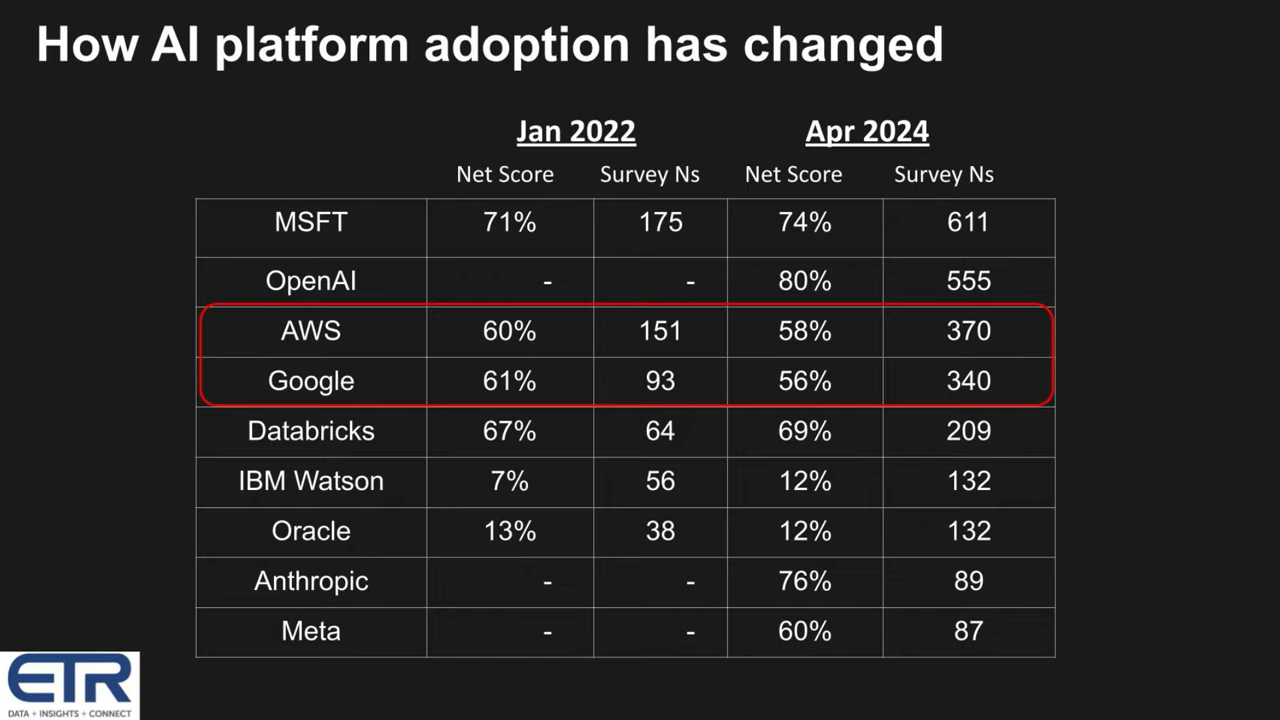 How AI platform adoption has changed
Jan 2022 Apr 2024
Net Score Survey Ns Net Score Survey Ns
MSFT 71% 175 74% 611
OpenAI - - 80% 555
AWS 60% 151 58% 370
Google 61% 93 56% 340
Databricks 67% 64 69% 209
IBM Watson 7% 56 12% 132
Oracle 13% 38 12% 132
Anthropic - - 76% 89
Meta - - 60% 87
ETR
DATA + INSIGHTS + CONNECT